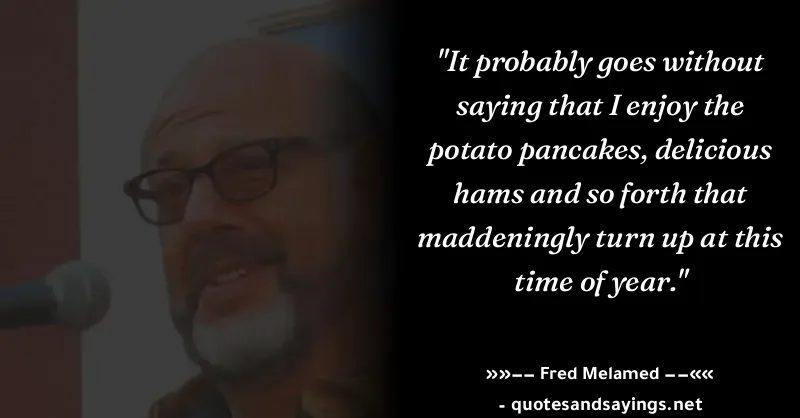 "It probably goes without
saying that I enjoy the
potato pancakes, delicious
hams and so forth that
maddeningly turn up at this
time of year."
»»−− Fred Melamed −−««
- quotesandsayings.net